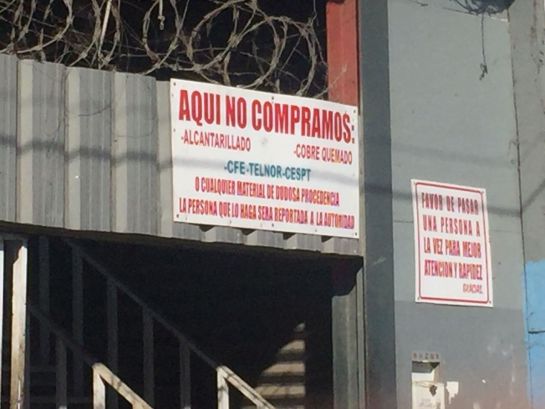 AQUI NO COMPRAMOS:
-ALCANTARILLADO -COBRE QUEMADO
-CFE-TELNOR-CESPT
O CUALQUIER MATERIAL DE DUDOSA PROCEDENCIA
LA PERSONA QUE LO HAGA SERA REPORTADA A LA AUTORIDAD
FAVOR DE PASAR
UNA PERSONA A
LA VEZ PARA MEJOR
ATENCION Y RAPIDEZ
GRACIAS.